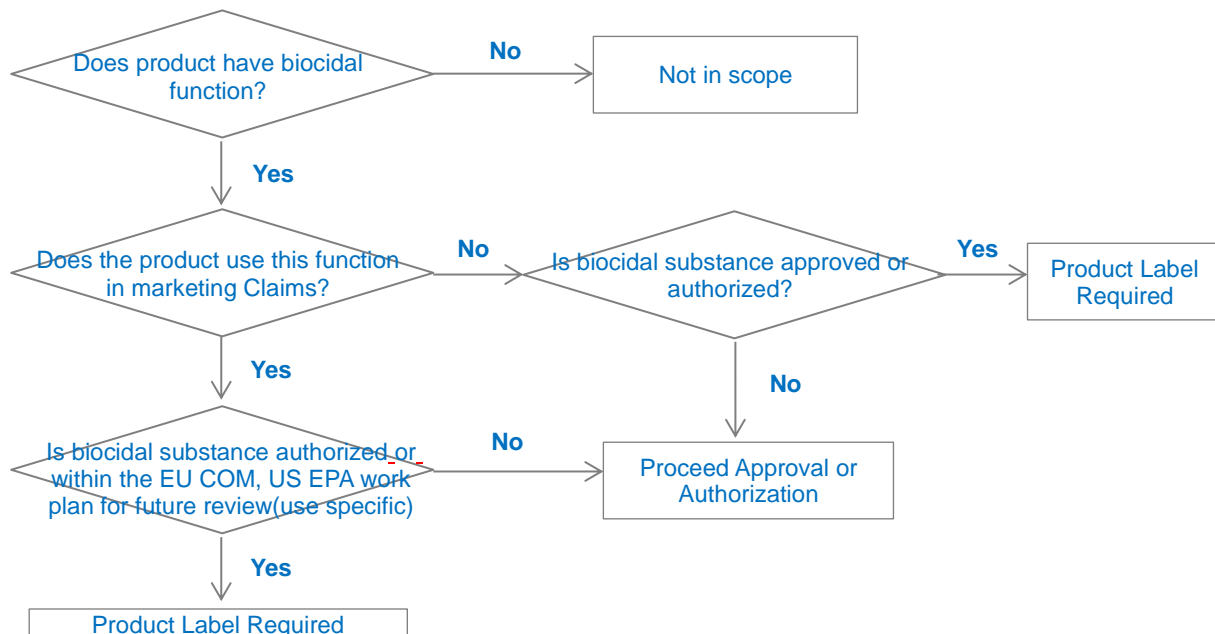 Does product have biocidal
function?
No
Not in scope
Yes
Does the product use this function
in marketing Claims?
No
Is biocidal substance approved or
authorized?
Yes
Product Label
Required
Yes
No
Is biocidal substance authorized or
within the EU COM, US EPA work
plan for future review(use specific)
No
Proceed Approval or
Authorization
Yes
Product Label Required